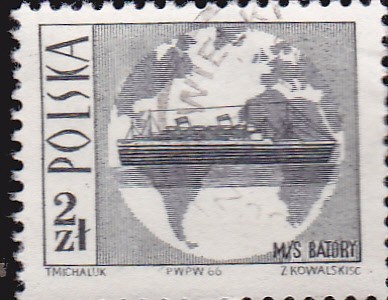 POLSKA
2 zł
M/S BATORY
T.MICHALUK PWPW 66 Z.KOWALSKI SC